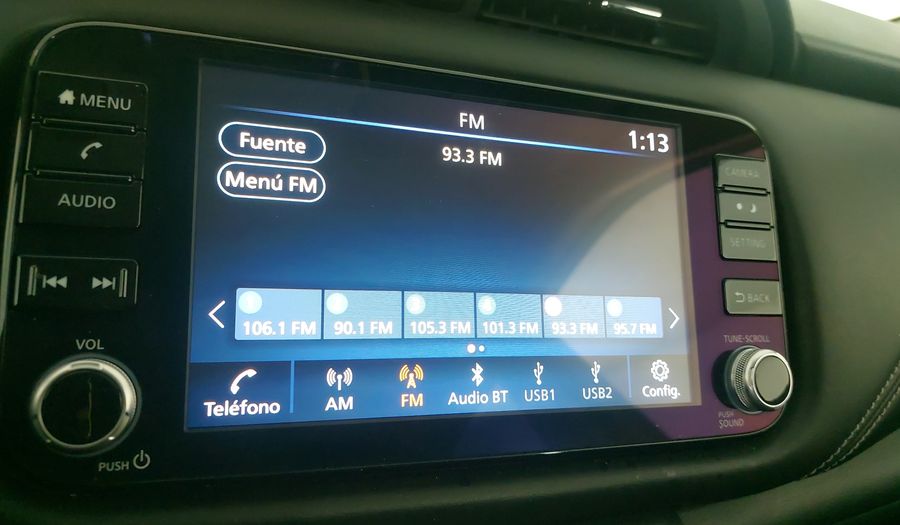 MENU
AUDIO
VOL
PUSH
FM
1:13
93.3 FM
Fuente
Menú FM
106.1 FM 90.1 FM 105.3 FM 101.3 FM 93.3 FM 95.7 FM
Teléfono AM FM Audio BT USB1 USB2 Config.
CAMERA
SETTING
BACK
TUNE-SCROLL
PUSH
SOUND